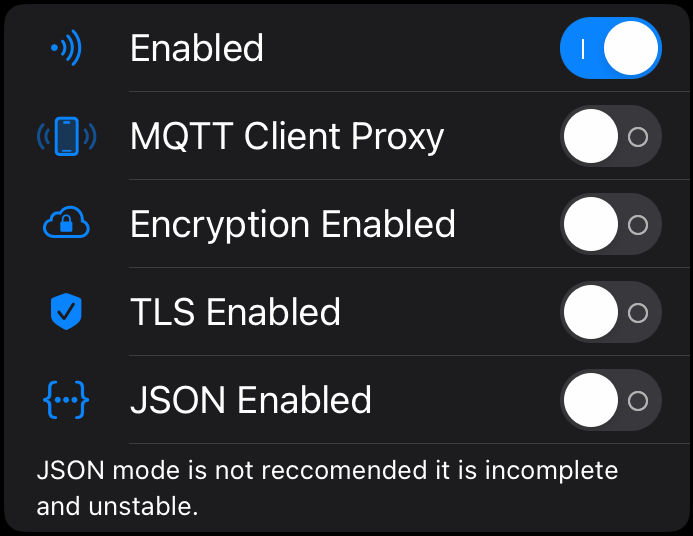 Enabled
MQTT Client Proxy
Encryption Enabled
TLS Enabled
JSON Enabled
JSON mode is not reccomended it is incomplete
and unstable.